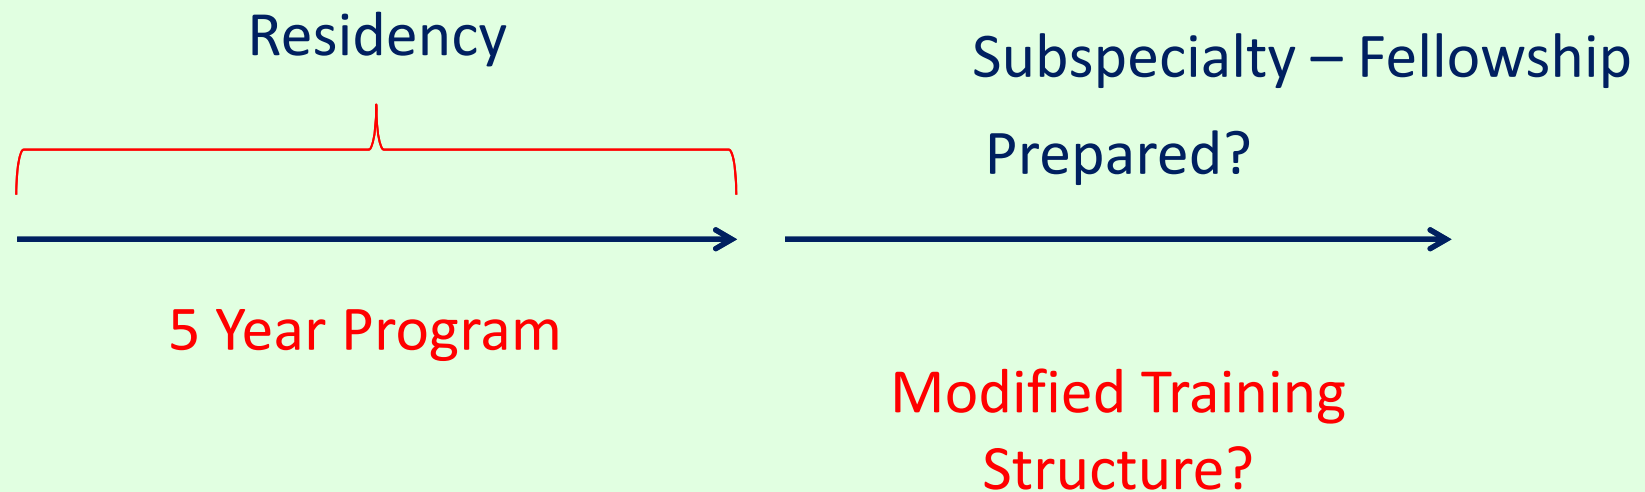 Residency
Subspecialty – Fellowship
Prepared?
5 Year Program
Modified Training
Structure?